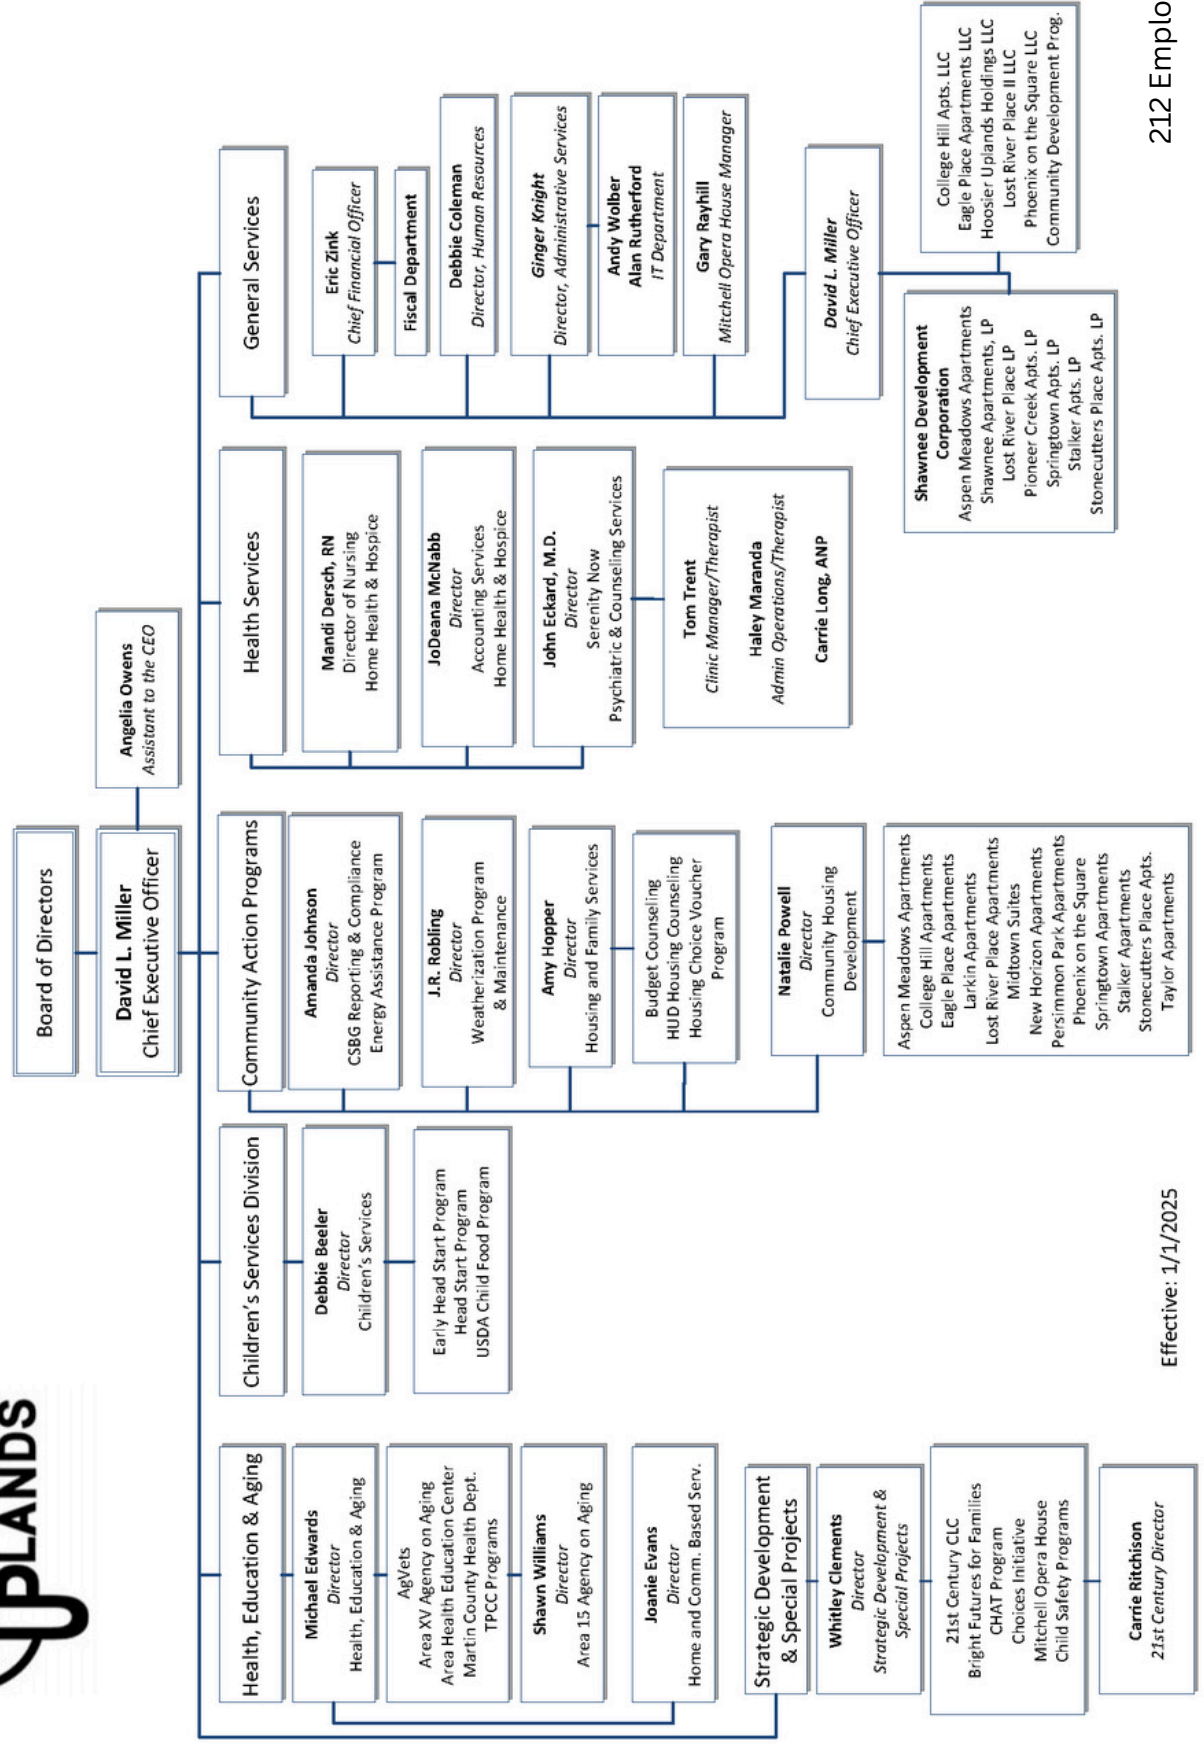 UPLANDS
Board of Directors
David L. Miller
Chief Executive Officer
Angelia Owens
Assistant to the CEO
Health, Education & Aging
Michael Edwards
Director
Health, Education & Aging
AgVets
Area XV Agency on Aging
Area Health Education Center
Martin County Health Dept.
TPCC Programs
Shawn Williams
Director
Area 15 Agency on Aging
Joanie Evans
Director
Home and Comm. Based Serv.
Strategic Development
& Special Projects
Whitley Clements
Director
Strategic Development &
Special Projects
21st Century CLC
Bright Futures for Families
CHAT Program
Choices Initiative
Mitchell Opera House
Child Safety Programs
Carrie Ritchison
21st Century Director
Children's Services Division
Debbie Beeler
Director
Children's Services
Early Head Start Program
Head Start Program
USDA Child Food Program
Community Action Programs
Amanda Johnson
Director
CSBG Reporting & Compliance
Energy Assistance Program
J.R. Robling
Director
Weatherization Program
& Maintenance
Amy Hopper
Director
Housing and Family Services
Budget Counseling
HUD Housing Counseling
Housing Choice Voucher
Program
Natalie Powell
Director
Community Housing
Development
Aspen Meadows Apartments
College Hill Apartments
Eagle Place Apartments
Larkin Apartments
Lost River Place Apartments
Midtown Suites
New Horizon Apartments
Persimmon Park Apartments
Phoenix on the Square
Springtown Apartments
Stalker Apartments
Stonecutters Place Apts.
Taylor Apartments
Health Services
Mandi Dersch, RN
Director of Nursing
Home Health & Hospice
JoDeana McNabb
Director
Accounting Services
Home Health & Hospice
John Eckard, M.D.
Director
Serenity Now
Psychiatric & Counseling Services
Tom Trent
Clinic Manager/Therapist
Haley Maranda
Admin Operations/Therapist
Carrie Long, ANP
General Services
Eric Zink
Chief Financial Officer
Fiscal Department
Debbie Coleman
Director, Human Resources
Ginger Knight
Director, Administrative Services
Andy Wolber
Alan Rutherford
IT Department
Gary Rayhill
Mitchell Opera House Manager
David L. Miller
Chief Executive Officer
Shawnee Development
Corporation
Aspen Meadows Apartments
Shawnee Apartments, LP
Lost River Place LP
Pioneer Creek Apts. LP
Springtown Apts. LP
Stalker Apts. LP
Stonecutters Place Apts. LP
College Hill Apts. LLC
Eagle Place Apartments LLC
Hoosier Uplands Holdings LLC
Lost River Place II LLC
Phoenix on the Square LLC
Community Development Prog.
Effective: 1/1/2025
212 Emplo